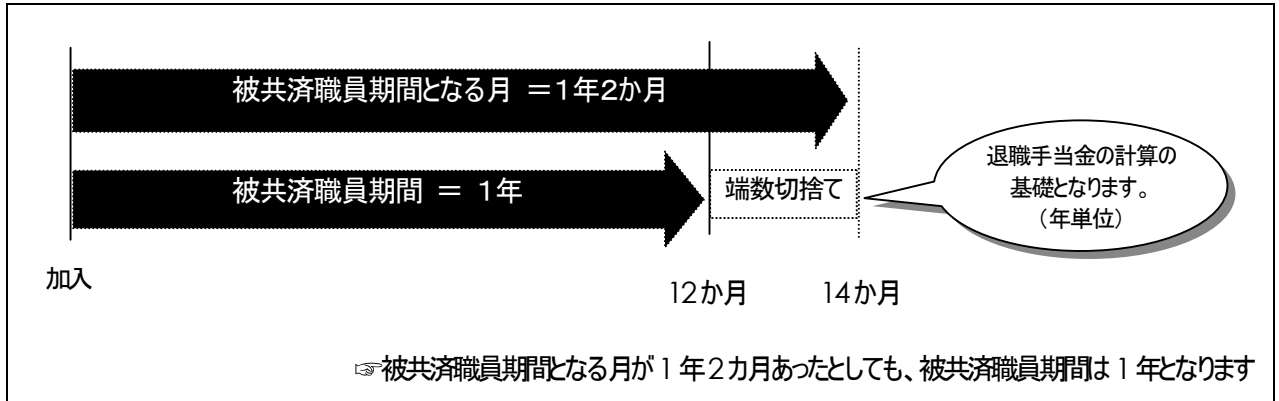 被共済職員期間となる月 ＝1年2か月
被共済職員期間 ＝ 1年
端数切捨て
退職手当金の計算の
基礎となります。
（年単位）
加入
12か月
14か月
☞被共済職員期間となる月が１年２カ月あったとしても、被共済職員期間は１年となります